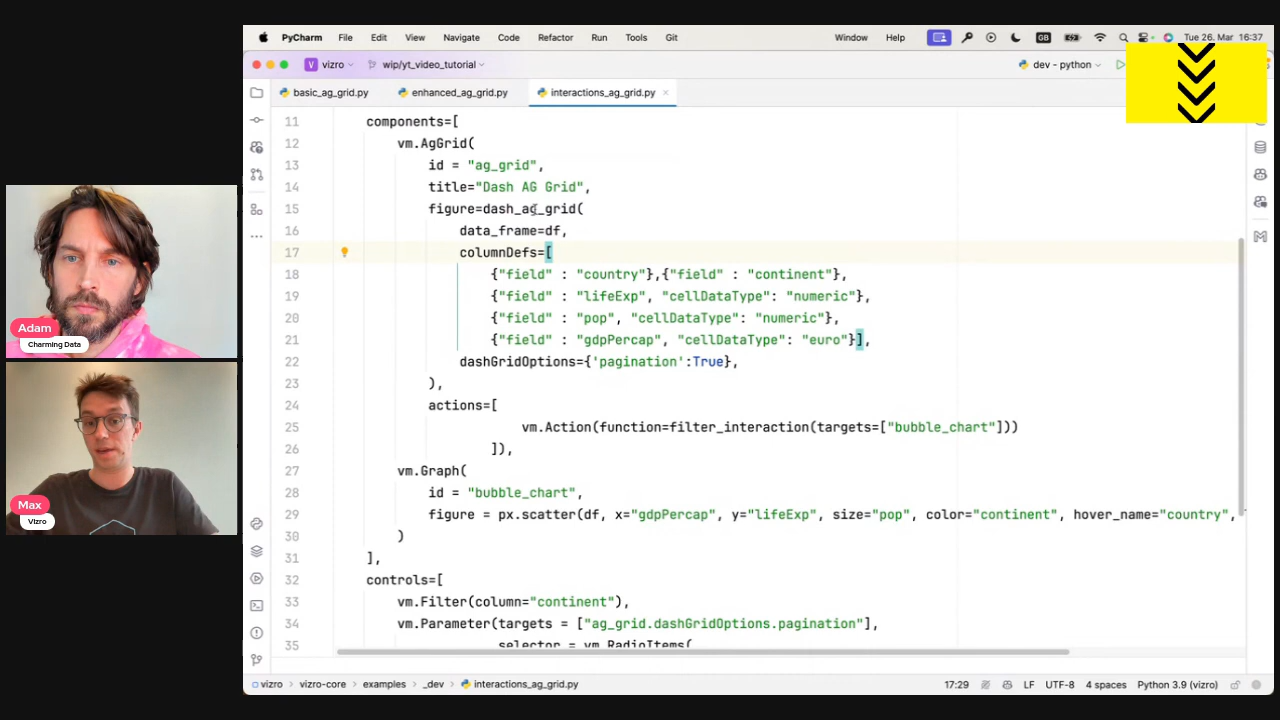 PyCharm File Edit View Navigate Code Refactor Run Tools Git Window Help GB Tue 26. Mar 16:37
V vizro wip/yt_video_tutorial dev - python
basic_ag_grid.py enhanced_ag_grid.py interactions_ag_grid.py
11 components=[
12 vm.AgGrid(
13 id = "ag_grid",
14 title="Dash AG Grid",
15 figure=dash_ag_grid(
16 data_frame=df,
17 columnDefs=[
18 {"field" : "country"},{"field" : "continent"},
19 {"field" : "lifeExp", "cellDataType": "numeric"},
20 {"field" : "pop", "cellDataType": "numeric"},
21 {"field" : "gdpPercap", "cellDataType": "euro"}],
22 dashGridOptions={'pagination':True},
23 ),
24 actions=[
25 vm.Action(function=filter_interaction(targets=["bubble_chart"]))
26 ]),
27 vm.Graph(
28 id = "bubble_chart",
29 figure = px.scatter(df, x="gdpPercap", y="lifeExp", size="pop", color="continent", hover_name="country",
30 )
31 ],
32 controls=[
33 vm.Filter(column="continent"),
34 vm.Parameter(targets = ["ag_grid.dashGridOptions.pagination"],
35 selector = vm.RadioItems(
vizro > vizro-core > examples > _dev > interactions_ag_grid.py 17:29 LF UTF-8 4 spaces Python 3.9 (vizro)
Adam
Charming Data
Max
Vizro